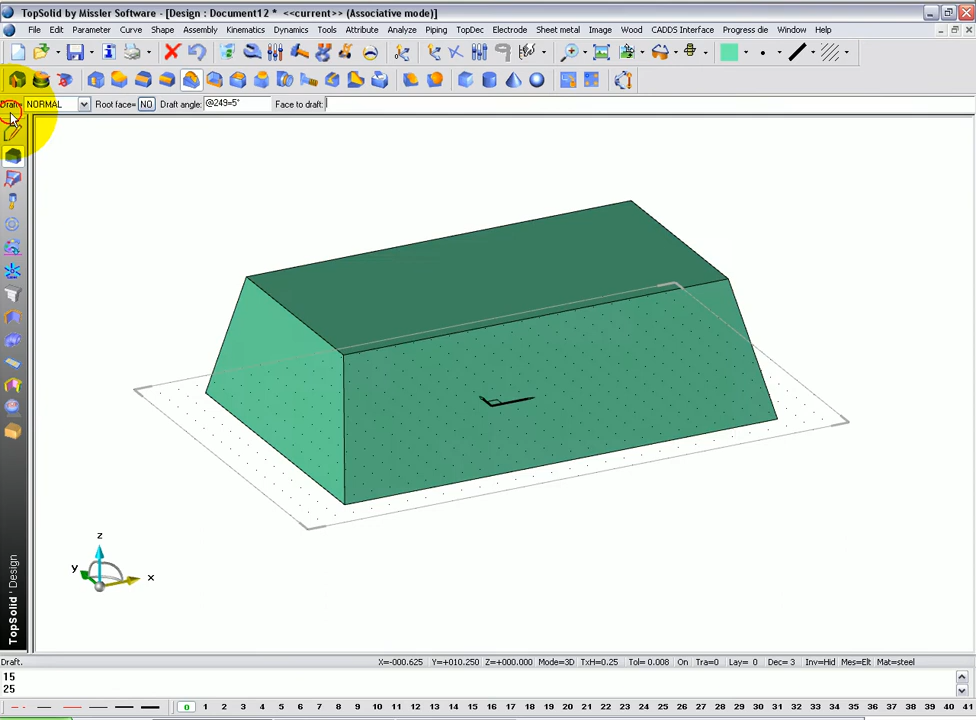 TopSolid by Missler Software - [Design : Document12 * <<current>> (Associative mode)]
File Edit Parameter Curve Shape Assembly Kinematics Dynamics Tools Attribute Analyze Piping TopDec Electrode Sheet metal Image Wood CADDS Interface Progress die Window Help
Draft= NORMAL Root face= NO Draft angle: @249=5° Face to draft:
z
y
x
TopSolid ' Design
Draft. X=-000.625 Y=+010.250 Z=+000.000 Mode=3D TxH=0.25 Tol= 0.008 On Tra=0 Lay= 0 Dec= 3 Inv=Hid Mes=Elt Mat=steel
15
25
0 1 2 3 4 5 6 7 8 9 10 11 12 13 14 15 16 17 18 19 20 21 22 23 24 25 26 27 28 29 30 31 32 33 34 35 36 37 38 39 40 41